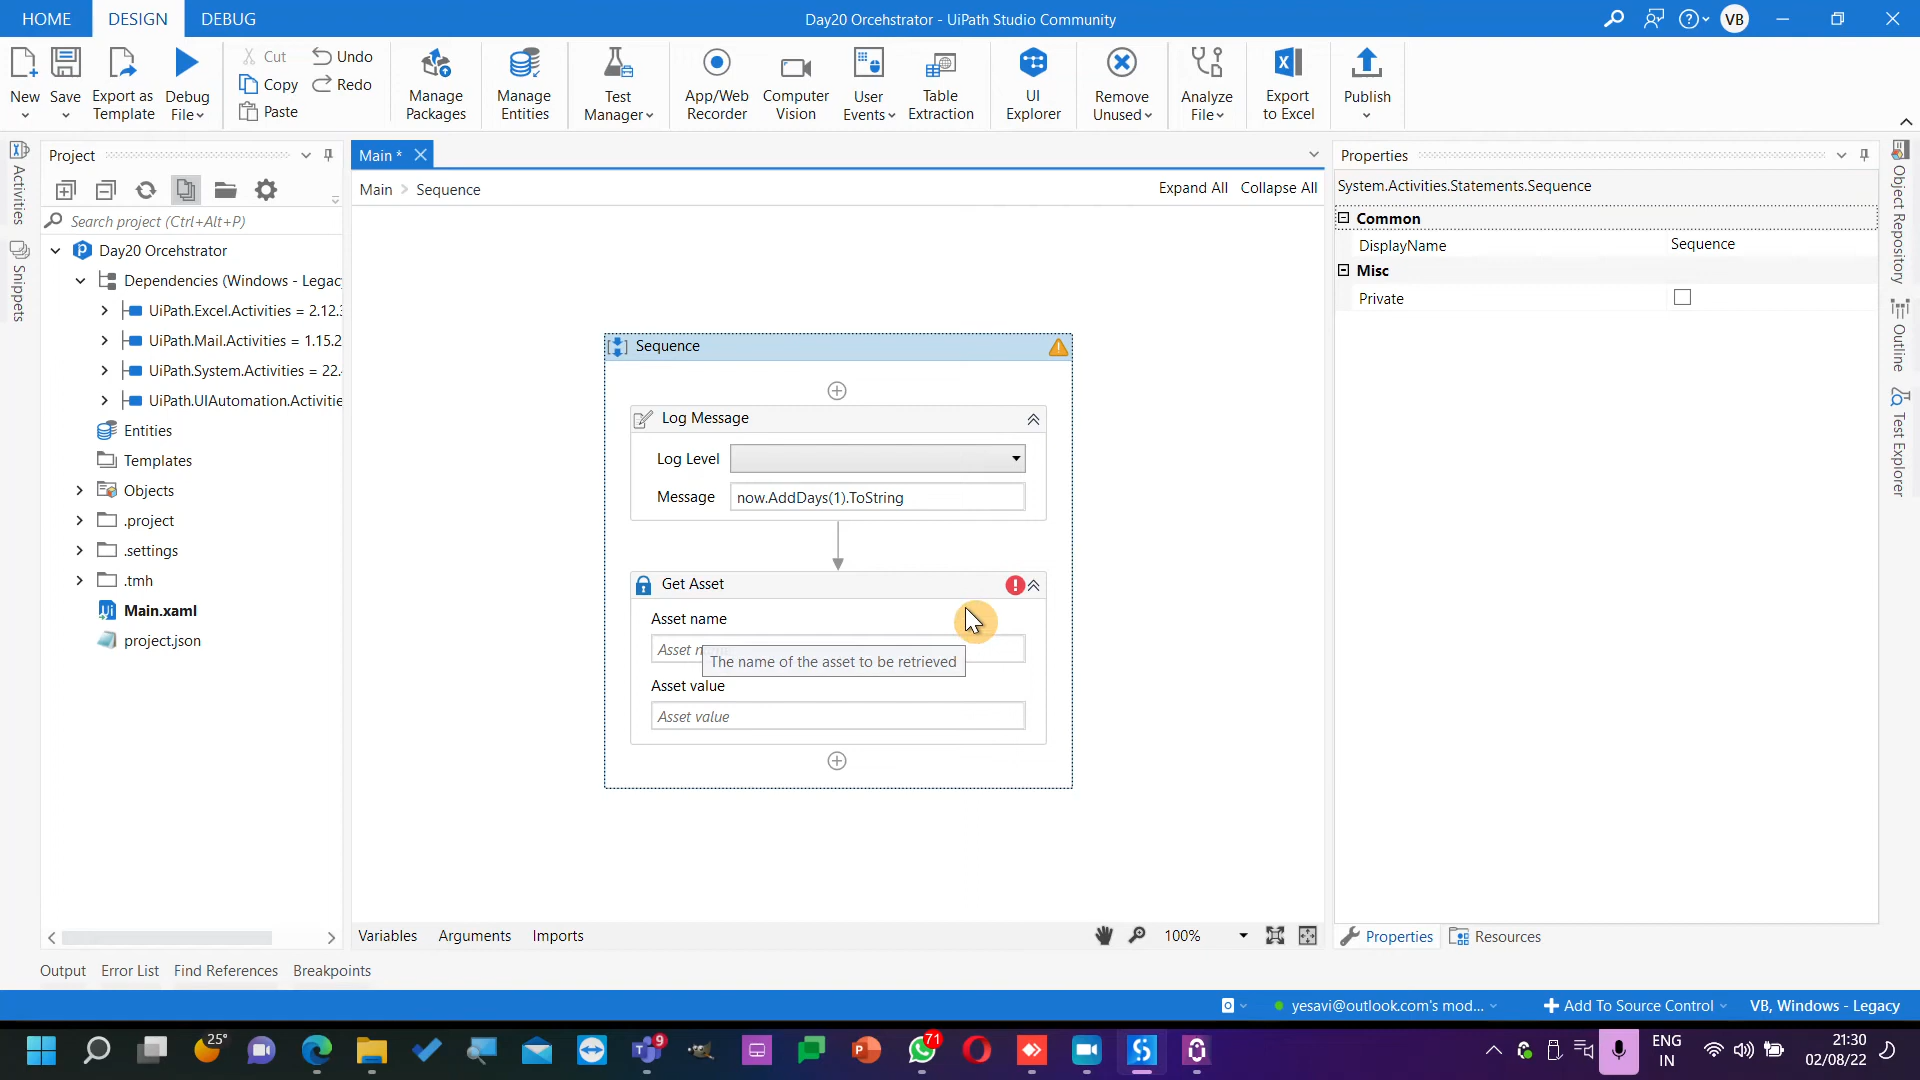 HOME
DESIGN
DEBUG
Day20 Orcehstrator - UiPath Studio Community
VB
New
Save
Export as Template
Debug File
Cut
Copy
Paste
Undo
Redo
Manage Packages
Manage Entities
Test Manager
App/Web Recorder
Computer Vision
User Events
Table Extraction
UI Explorer
Remove Unused
Analyze File
Export to Excel
Publish
Activities
Snippets
Project
Search project (Ctrl+Alt+P)
Day20 Orcehstrator
Dependencies (Windows - Legac
UiPath.Excel.Activities = 2.12.3
UiPath.Mail.Activities = 1.15.2
UiPath.System.Activities = 22.
UiPath.UIAutomation.Activitie
Entities
Templates
Objects
.project
.settings
.tmh
Main.xaml
project.json
Main *
Main > Sequence
Expand All
Collapse All
Sequence
Log Message
Log Level
Message
now.AddDays(1).ToString
Get Asset
Asset name
The name of the asset to be retrieved
Asset value
Asset value
Variables
Arguments
Imports
100%
Properties
System.Activities.Statements.Sequence
Common
DisplayName
Sequence
Misc
Private
Properties
Resources
Object Repository
Outline
Test Explorer
Output
Error List
Find References
Breakpoints
yesavi@outlook.com's mod...
Add To Source Control
VB, Windows - Legacy
25°
9
71
ENG
IN
21:30
02/08/22